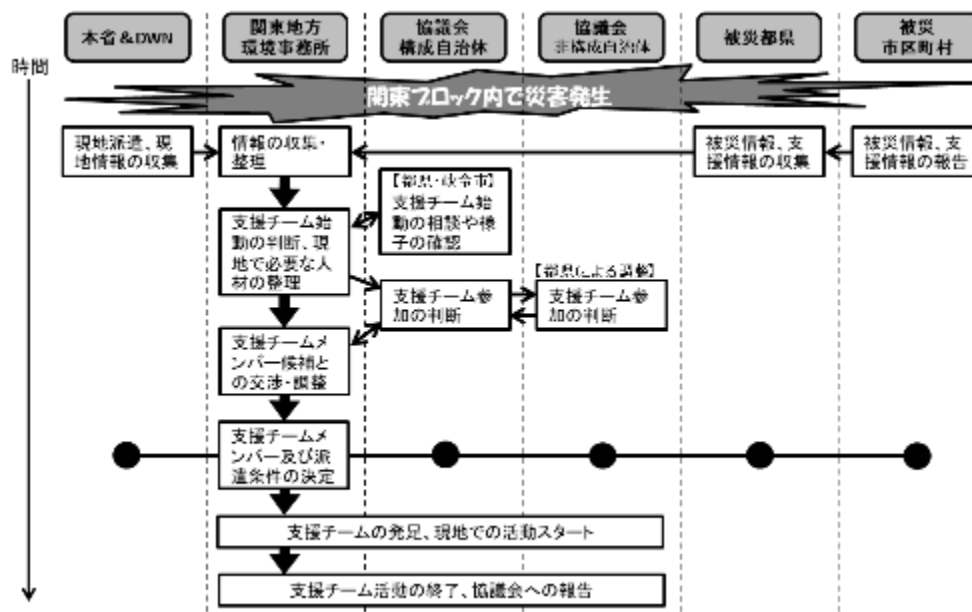 本省&DWN
関東地方
環境事務所
協議会
構成自治体
協議会
非構成自治体
被災都県
被災
市区町村
時間
関東ブロック内で災害発生
現地派遣、現
地情報の収集
情報の収集・
整理
被災情報、支
援情報の収集
被災情報、支
援情報の報告
【都県・政令市】
支援チーム始
動の相談や様
子の確認
支援チーム始
動の判断、現
地で必要な人
材の整理
【都県による調整】
支援チーム参
加の判断
支援チーム参
加の判断
支援チームメ
ンバー候補と
の交渉・調整
支援チームメ
ンバー及び派
遣条件の決定
支援チームの発足、現地での活動スタート
支援チーム活動の終了、協議会への報告